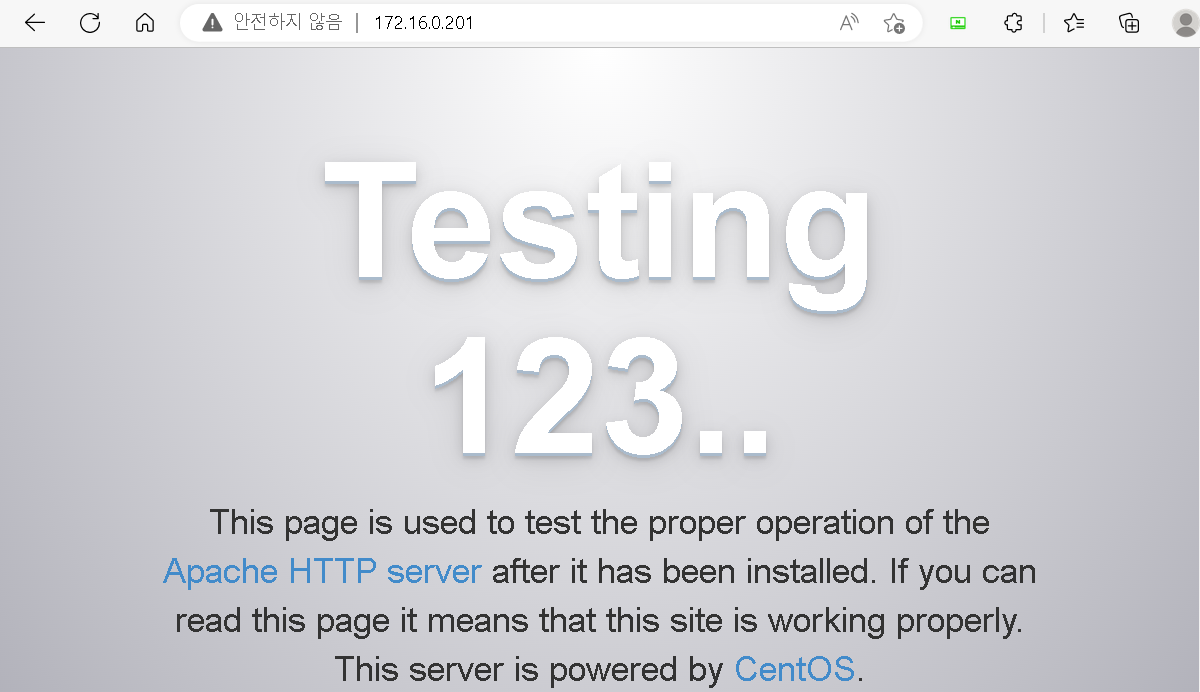 안전하지 않음 | 172.16.0.201
Testing
123..
This page is used to test the proper operation of the
Apache HTTP server after it has been installed. If you can
read this page it means that this site is working properly.
This server is powered by CentOS.